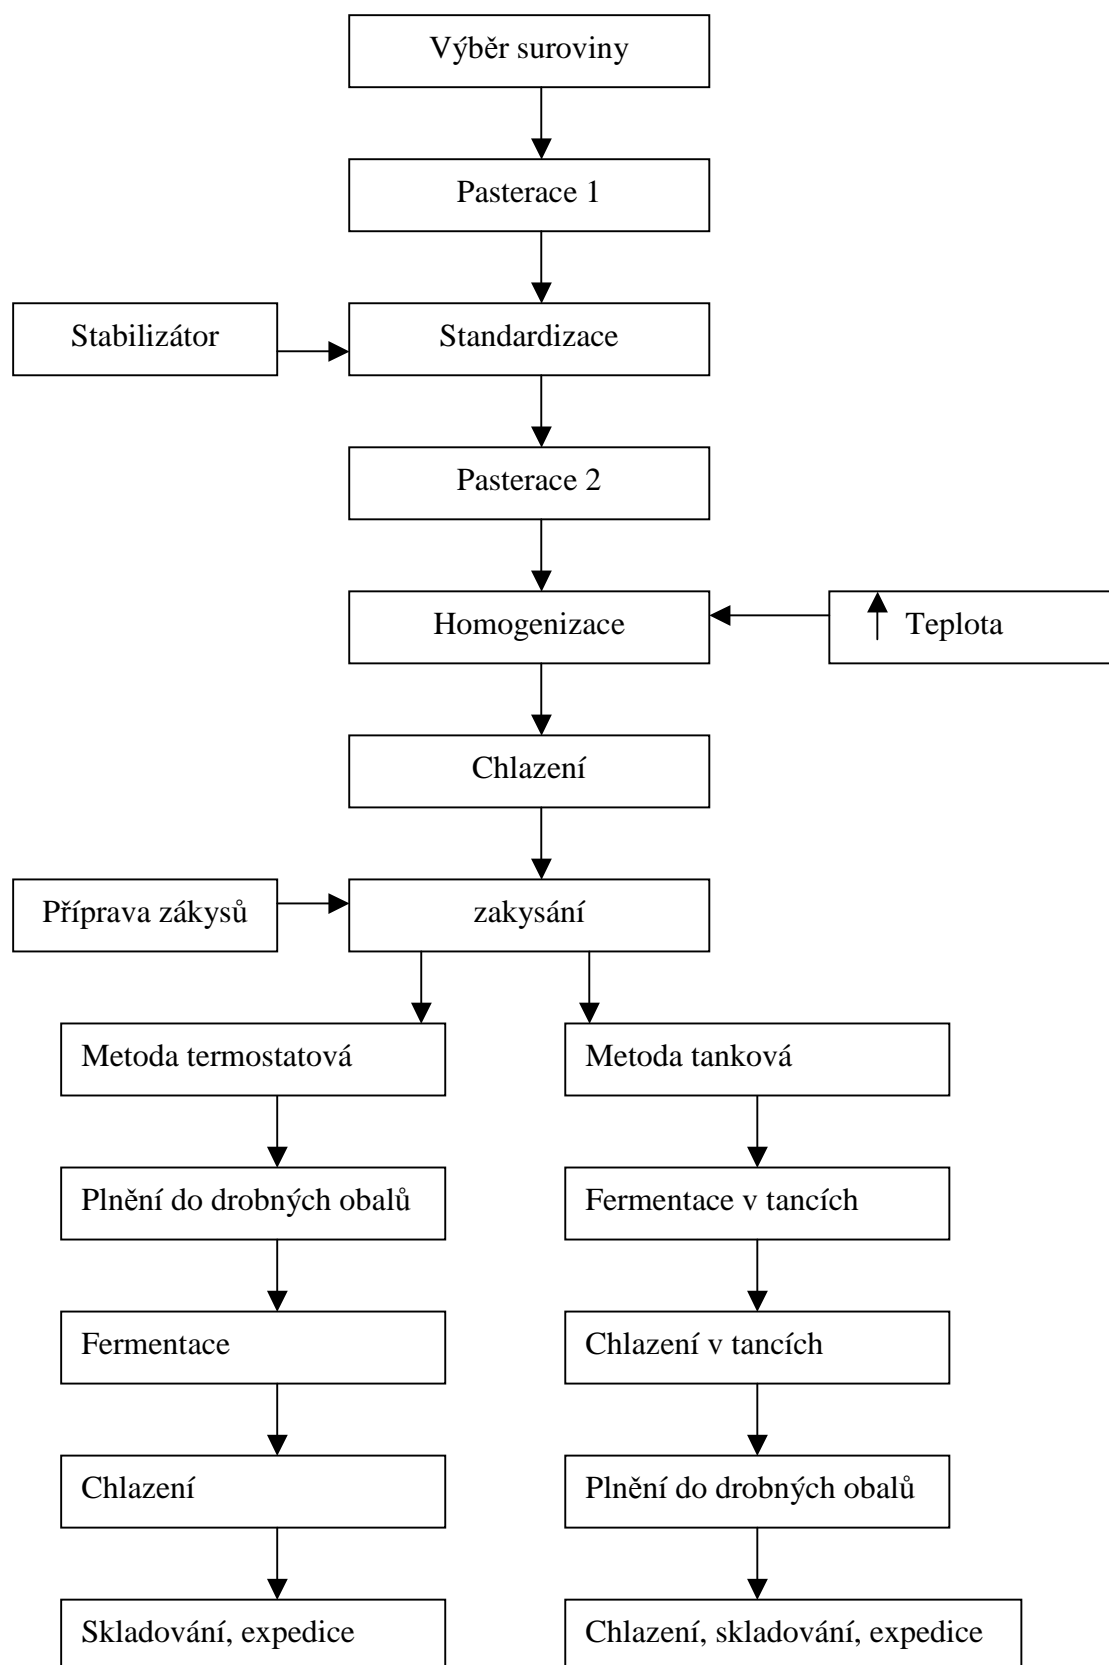 Výběr suroviny
Pasterace 1
Stabilizátor
Standardizace
Pasterace 2
Homogenizace
Teplota
Chlazení
Příprava zákysů
zakysání
Metoda termostatová
Metoda tanková
Plnění do drobných obalů
Fermentace v tancích
Fermentace
Chlazení v tancích
Chlazení
Plnění do drobných obalů
Skladování, expedice
Chlazení, skladování, expedice